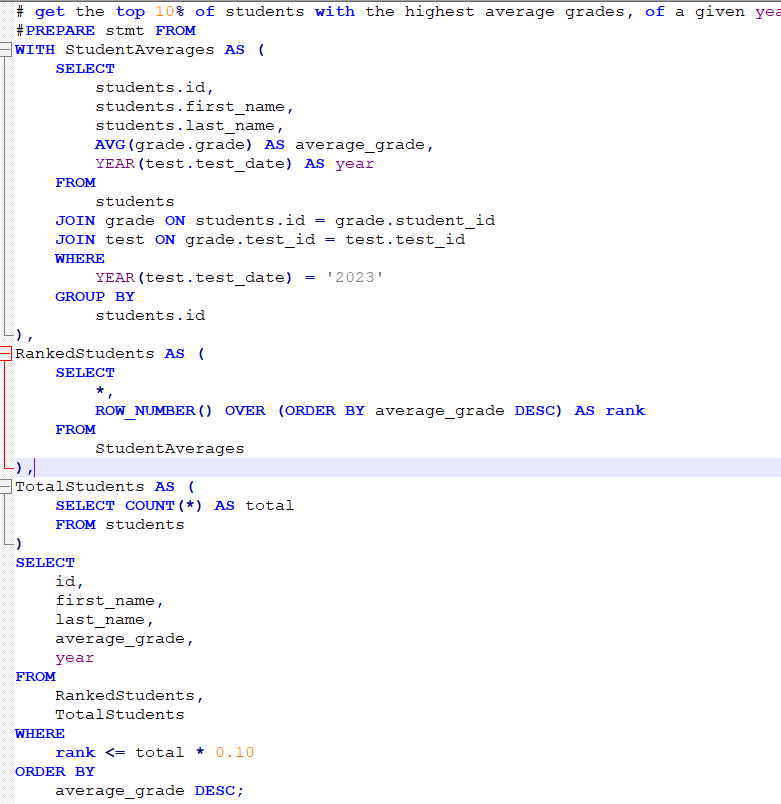 # get the top 10% of students with the highest average grades, of a given yea
#PREPARE stmt FROM
WITH StudentAverages AS (
    SELECT
        students.id,
        students.first_name,
        students.last_name,
        AVG(grade.grade) AS average_grade,
        YEAR(test.test_date) AS year
    FROM
        students
    JOIN grade ON students.id = grade.student_id
    JOIN test ON grade.test_id = test.test_id
    WHERE
        YEAR(test.test_date) = '2023'
    GROUP BY
        students.id
),
RankedStudents AS (
    SELECT
        *,
        ROW_NUMBER() OVER (ORDER BY average_grade DESC) AS rank
    FROM
        StudentAverages
),
TotalStudents AS (
    SELECT COUNT(*) AS total
    FROM students
)
SELECT
    id,
    first_name,
    last_name,
    average_grade,
    year
FROM
    RankedStudents,
    TotalStudents
WHERE
    rank <= total * 0.10
ORDER BY
    average_grade DESC;